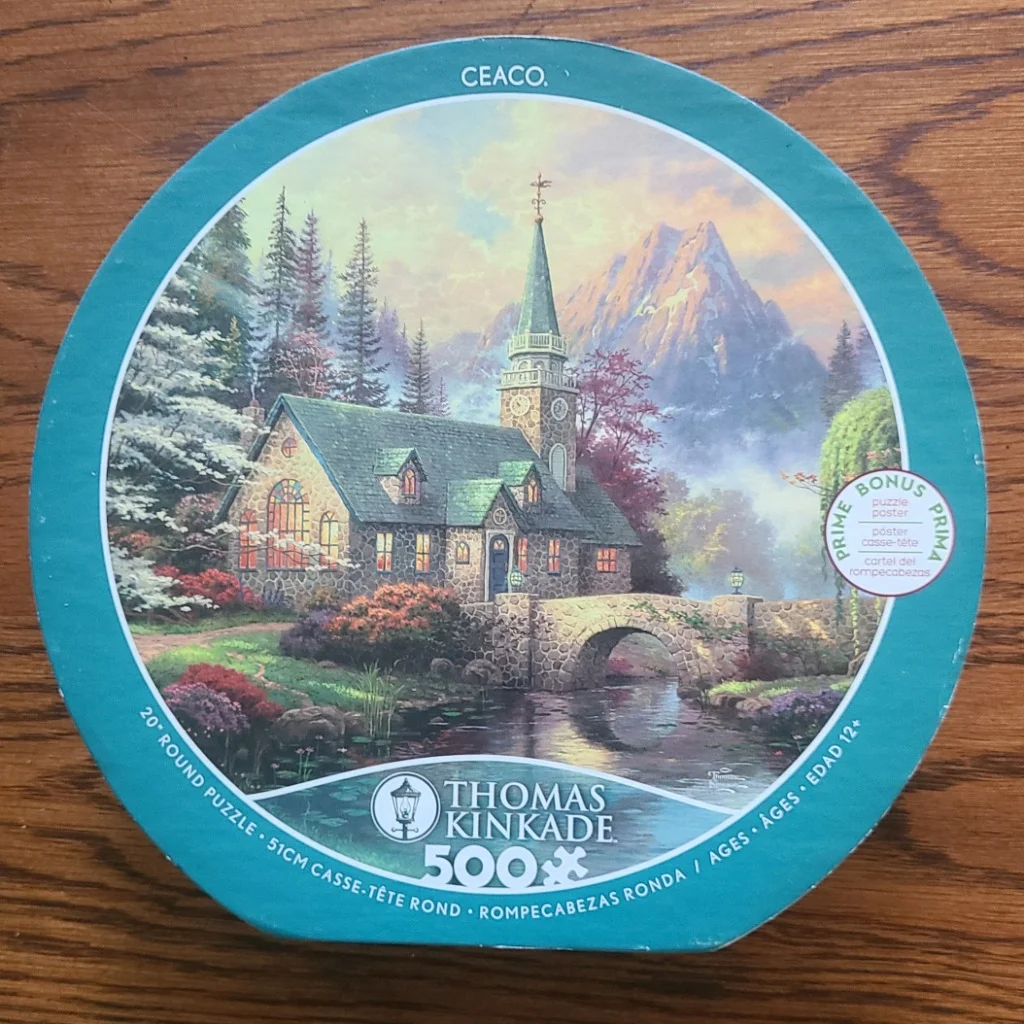 CEACO.
PRIME BONUS PRIMA
puzzle
poster
póster
casse-tête
cartel del
rompecabezas
Thomas
THOMAS
KINKADE
500
20" ROUND PUZZLE • 51CM CASSE-TÊTE ROND • ROMPECABEZAS RONDA / AGES • ÂGES • EDAD 12+